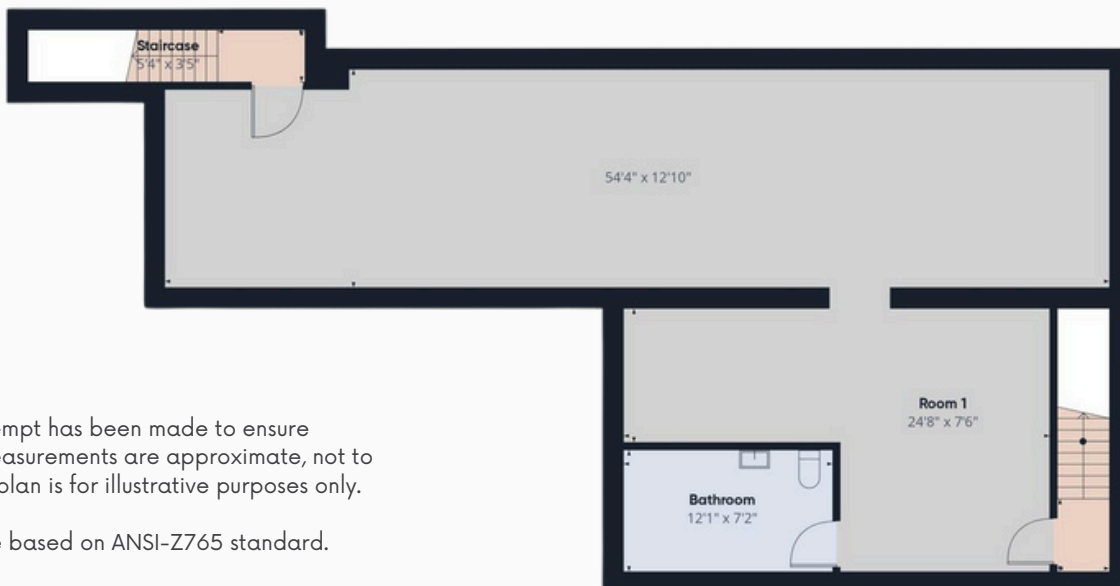 Staircase
5'4" x 3'5"
54'4" x 12'10"
Room 1
24'8" x 7'6"
Bathroom
12'1" x 7'2"
empt has been made to ensure
easurements are approximate, not to
plan is for illustrative purposes only.
e based on ANSI-Z765 standard.